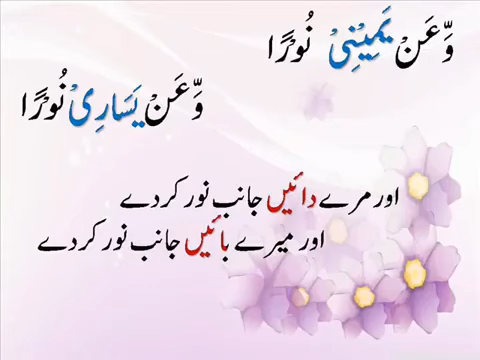 وَّعَنْ يَمِيْنِيْ نُوْرًا
وَّعَنْ يَسَارِيْ نُوْرًا
اور مرے دائیں جانب نور کردے
اور میرے بائیں جانب نور کردے